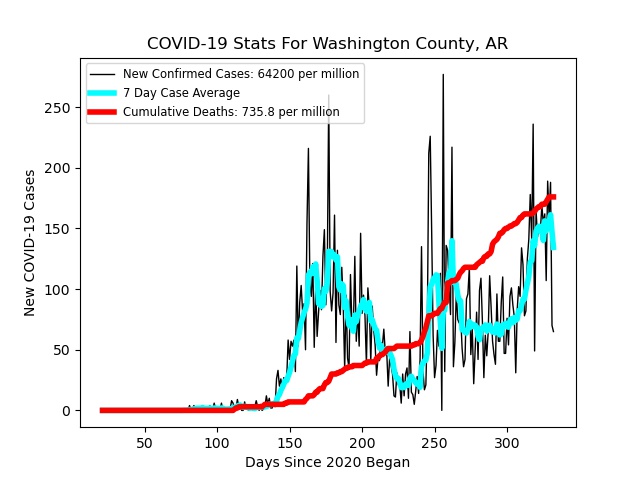 COVID-19 Stats For Washington County, AR
New Confirmed Cases: 64200 per million
7 Day Case Average
Cumulative Deaths: 735.8 per million
New COVID-19 Cases
250
200
150
100
50
0
50 100 150 200 250 300
Days Since 2020 Began